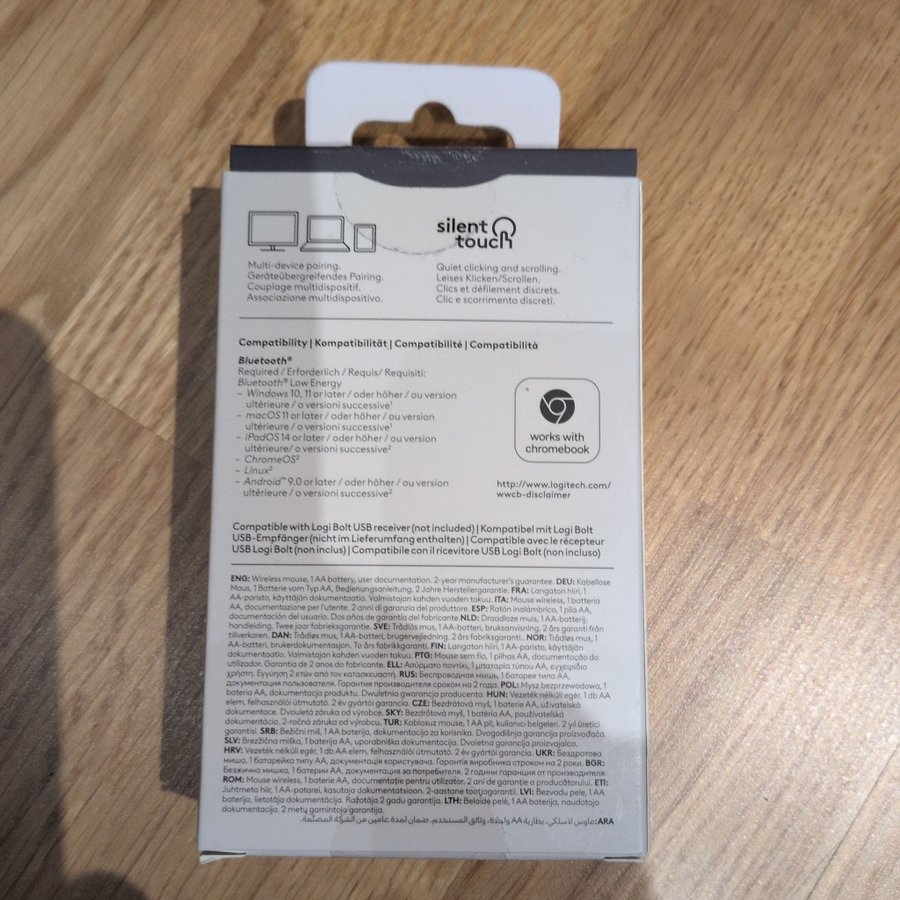 silent
touch
Multi-device pairing.
Geräteübergreifendes Pairing.
Couplage multidispositif.
Associazione multidispositivo.
Quiet clicking and scrolling.
Leises Klicken/Scrollen.
Clics et défilement discrets.
Clic e scorrimento discreti.
Compatibility | Kompatibilität | Compatibilité | Compatibilità
Bluetooth®
Required / Erforderlich / Requis/ Requisiti:
Bluetooth® Low Energy
– Windows 10, 11 or later / oder höher / ou version
ultérieure / o versioni successive¹
– macOS 11 or later / oder höher / ou version
ultérieure / o versioni successive¹
– iPadOS 14 or later / oder höher / ou version
ultérieure/ o versioni successive²
– ChromeOS²
– Linux²
– Android™ 9.0 or later / oder höher / ou version
ultérieure / o versioni successive²
works with
chromebook
http://www.logitech.com/
wwcb-disclaimer
Compatible with Logi Bolt USB receiver (not included) | Kompatibel mit Logi Bolt
USB-Empfänger (nicht im Lieferumfang enthalten) | Compatible avec le récepteur
USB Logi Bolt (non inclus) | Compatibile con il ricevitore USB Logi Bolt (non incluso)
ENG: Wireless mouse, 1 AA battery, user documentation. 2-year manufacturer's guarantee. DEU: Kabellose
Maus, 1 Batterie vom Typ AA, Bedienungsanleitung. 2 Jahre Herstellergarantie. FRA: Langaton hiiri, 1
AA-paristo, käyttäjän dokumentaatio. Valmistajan kahden vuoden takuu. ITA: Mouse wireless, 1 batteria
AA, documentazione per l'utente. 2 anni di garanzia del produttore. ESP: Ratón inalámbrico, 1 pila AA,
documentación del usuario. Dos años de garantía del fabricante. NLD: Draadloze muis, 1 AA-batterij,
handleiding. Twee jaar fabrieksgarantie. SVE: Trådlös mus, 1 AA-batteri, bruksanvisning. 2 års garanti från
tillverkaren. DAN: Trådløs mus, 1 AA-batteri, brugervejledning. 2 års fabriksgaranti. NOR: Trådløs mus, 1
AA-batteri, brukerdokumentasjon. To års fabrikkgaranti. FIN: Langaton hiiri, 1 AA-paristo, käyttäjän
dokumentaatio. Valmistajan kahden vuoden takuu. PTG: Mouse sem fio, 1 pilhas AA, documentação do
utilizador. Garantia de 2 anos do fabricante. ELL: Ασύρματο ποντίκι, 1 μπαταρία τύπου AA, εγχειρίδιο
χρήστη. Εγγύηση 2 ετών από τον κατασκευαστή. RUS: Беспроводная мышь, 1 батарея типа AA,
документация пользователя. Гарантия производителя сроком на 2 года. POL: Mysz bezprzewodowa, 1
bateria AA, dokumentacja produktu. Dwuletnia gwarancja producenta. HUN: Vezeték nélküli egér, 1 db AA
elem, felhasználói útmutató. 2 év gyártói garancia. CZE: Bezdrátová myš, 1 baterie AA, uživatelská
dokumentace. Dvouletá záruka od výrobce. SKY: Bezdrôtová myš, 1 batéria AA, používateľská
dokumentácia. 2-ročná záruka od výrobcu. TUR: Kablosuz mouse, 1 AA pil, kullanıcı belgeleri. 2 yıl üretici
garantisi. SRB: Bežični miš, 1 AA baterija, dokumentacija za korisnika. Dvogodišnja garancija proizvođača.
SLV: Brezžična miška, 1 baterija AA, uporabniška dokumentacija. Dvoletna garancija proizvajalca.
HRV: Vezeték nélküli egér, 1 db AA elem, felhasználói útmutató. 2 év gyártói garancia. UKR: Бездротова
миша, 1 батарейка типу AA, документація користувача. Гарантія виробника строком на 2 роки. BGR:
Безжична мишка, 1 батерии AA, документация за потребителя. 2 години гаранция от производителя.
ROM: Mouse wireless, 1 baterie AA, documentație pentru utilizator. 2 ani de garanție a producătorului. ETI:
Juhtmeta hiir, 1 AA-patarei, kasutaja dokumentatsioon. 2-aastane tootjagarantii. LVI: Bezvadu pele, 1 AA
baterija, lietotāja dokumentācija. Ražotāja 2 gadu garantija. LTH: Belaidė pelė, 1 AA baterija, naudotojo
dokumentacija. 2 metų gamintojo garantija.
ARA: ماوس لاسلكي، بطارية AA واحدة، وثائق المستخدم. ضمان لمدة عامين من الشركة المصنّعة.